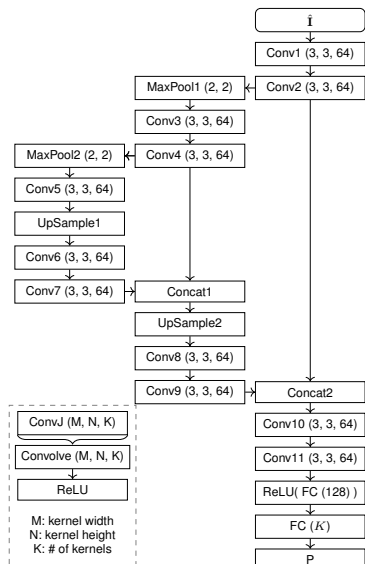 Î
Conv1 (3, 3, 64)
MaxPool1 (2, 2)
Conv2 (3, 3, 64)
Conv3 (3, 3, 64)
MaxPool2 (2, 2)
Conv4 (3, 3, 64)
Conv5 (3, 3, 64)
UpSample1
Conv6 (3, 3, 64)
Conv7 (3, 3, 64)
Concat1
UpSample2
Conv8 (3, 3, 64)
Conv9 (3, 3, 64)
Concat2
Conv10 (3, 3, 64)
Conv11 (3, 3, 64)
ReLU( FC (128) )
FC (K)
P
ConvJ (M, N, K)
Convolve (M, N, K)
ReLU
M: kernel width
N: kernel height
K: # of kernels